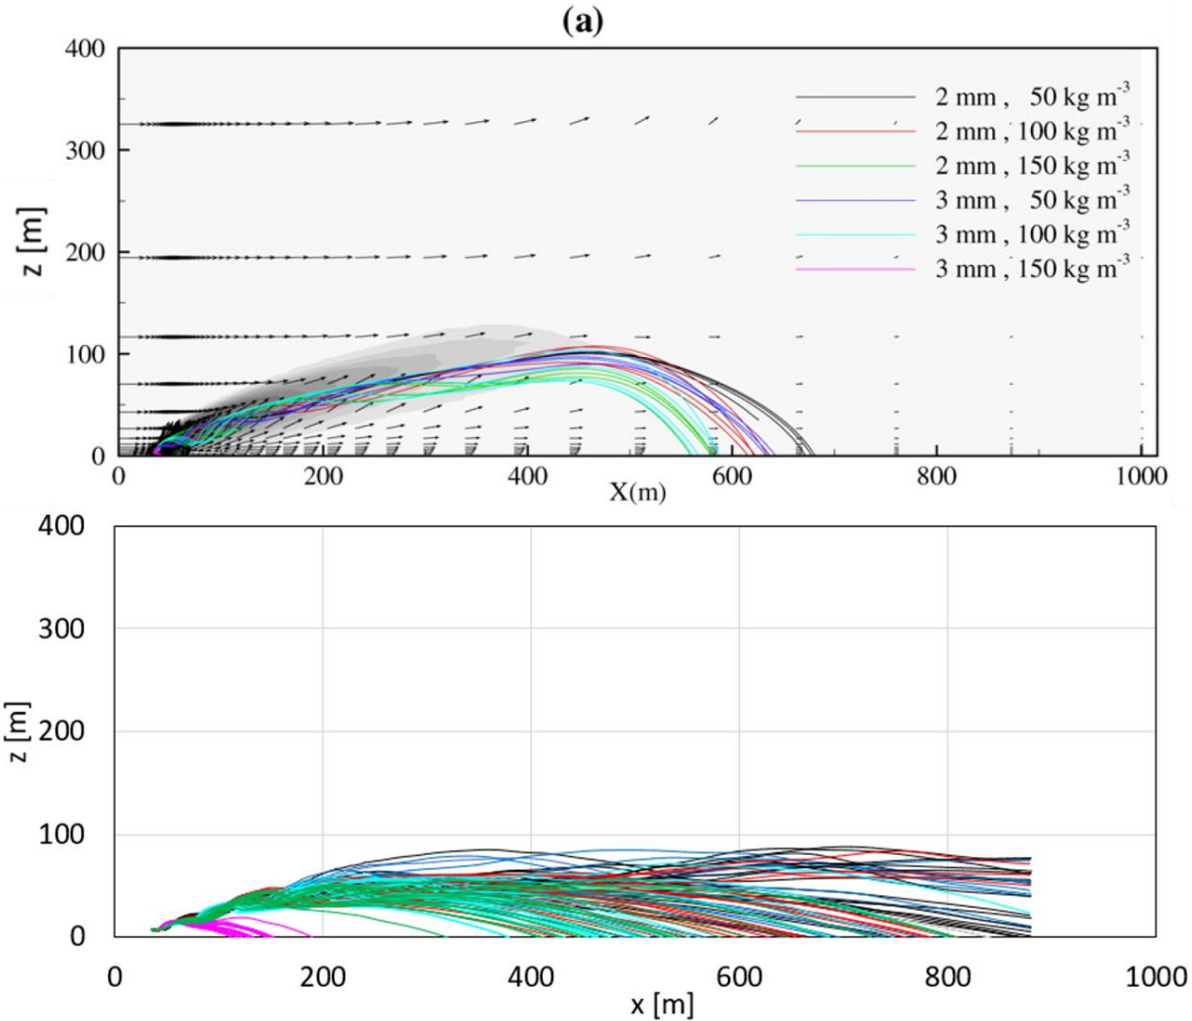 (a)
400
300
200
100
0
z [m]
2 mm , 50 kg m-3
2 mm , 100 kg m-3
2 mm , 150 kg m-3
3 mm , 50 kg m-3
3 mm , 100 kg m-3
3 mm , 150 kg m-3
0 200 400 600 800 1000
X(m)
400
300
200
100
0
z [m]
0 200 400 600 800 1000
x [m]